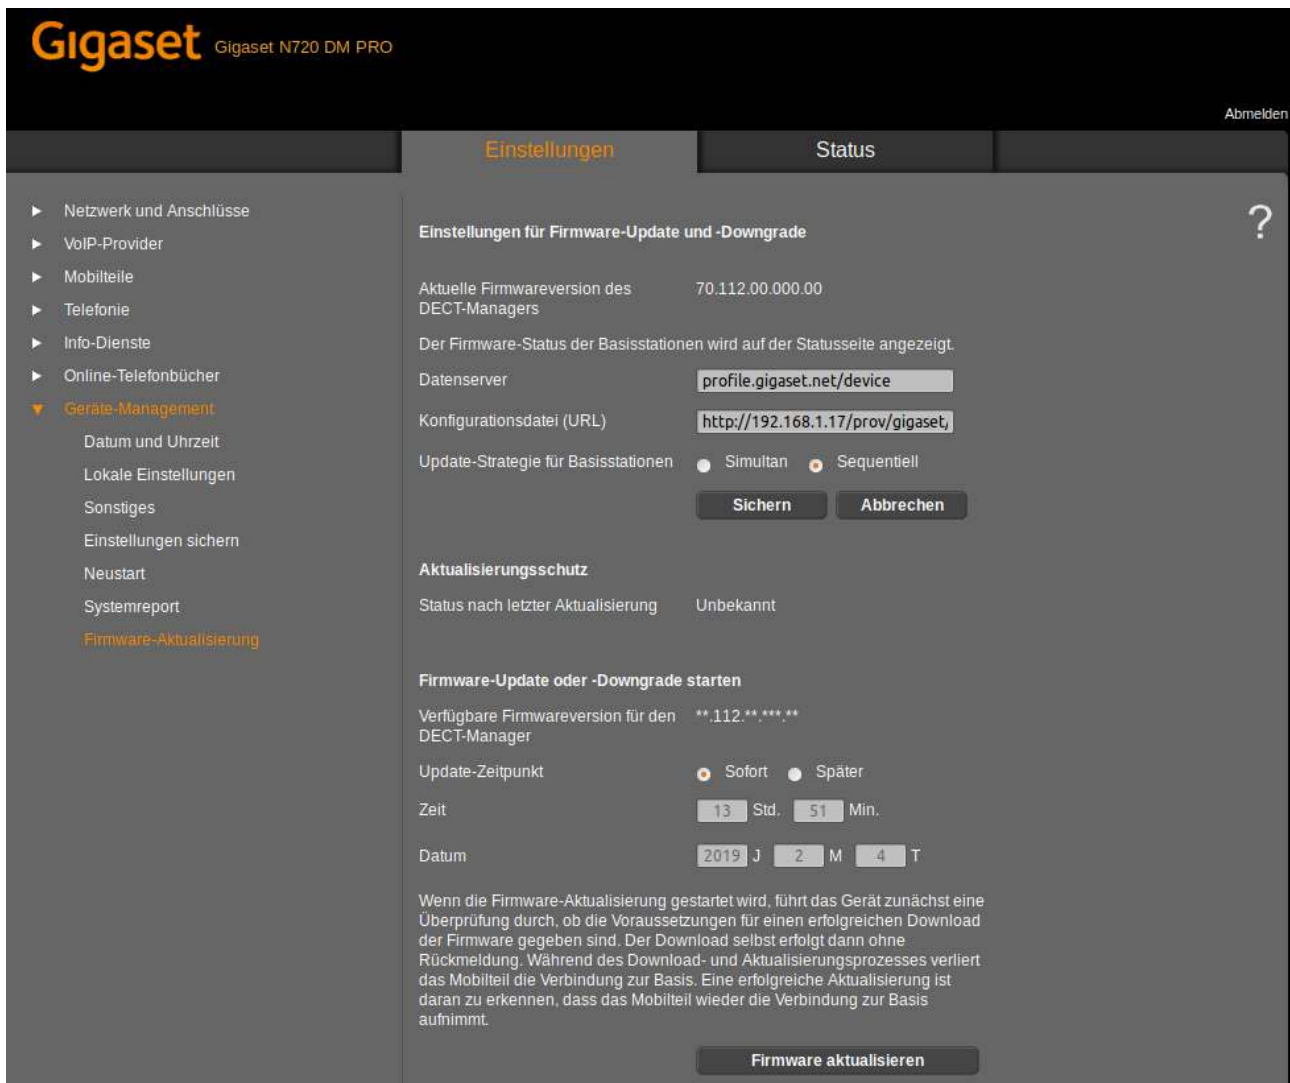 Gigaset Gigaset N720 DM PRO
Abmelden
Einstellungen Status
Netzwerk und Anschlüsse
VoIP-Provider
Mobilteile
Telefonie
Info-Dienste
Online-Telefonbücher
Geräte-Management
Datum und Uhrzeit
Lokale Einstellungen
Sonstiges
Einstellungen sichern
Neustart
Systemreport
Firmware-Aktualisierung
?
Einstellungen für Firmware-Update und -Downgrade
Aktuelle Firmwareversion des 70.112.00.000.00
DECT-Managers
Der Firmware-Status der Basisstationen wird auf der Statusseite angezeigt.
Datenserver profile.gigaset.net/device
Konfigurationsdatei (URL) http://192.168.1.17/prov/gigaset/
Update-Strategie für Basisstationen Simultan Sequentiell
Sichern Abbrechen
Aktualisierungsschutz
Status nach letzter Aktualisierung Unbekannt
Firmware-Update oder -Downgrade starten
Verfügbare Firmwareversion für den **.112.**.***.**
DECT-Manager
Update-Zeitpunkt Sofort Später
Zeit 13 Std. 51 Min.
Datum 2019 J 2 M 4 T
Wenn die Firmware-Aktualisierung gestartet wird, führt das Gerät zunächst eine
Überprüfung durch, ob die Voraussetzungen für einen erfolgreichen Download
der Firmware gegeben sind. Der Download selbst erfolgt dann ohne
Rückmeldung. Während des Download- und Aktualisierungsprozesses verliert
das Mobilteil die Verbindung zur Basis. Eine erfolgreiche Aktualisierung ist
daran zu erkennen, dass das Mobilteil wieder die Verbindung zur Basis
aufnimmt.
Firmware aktualisieren